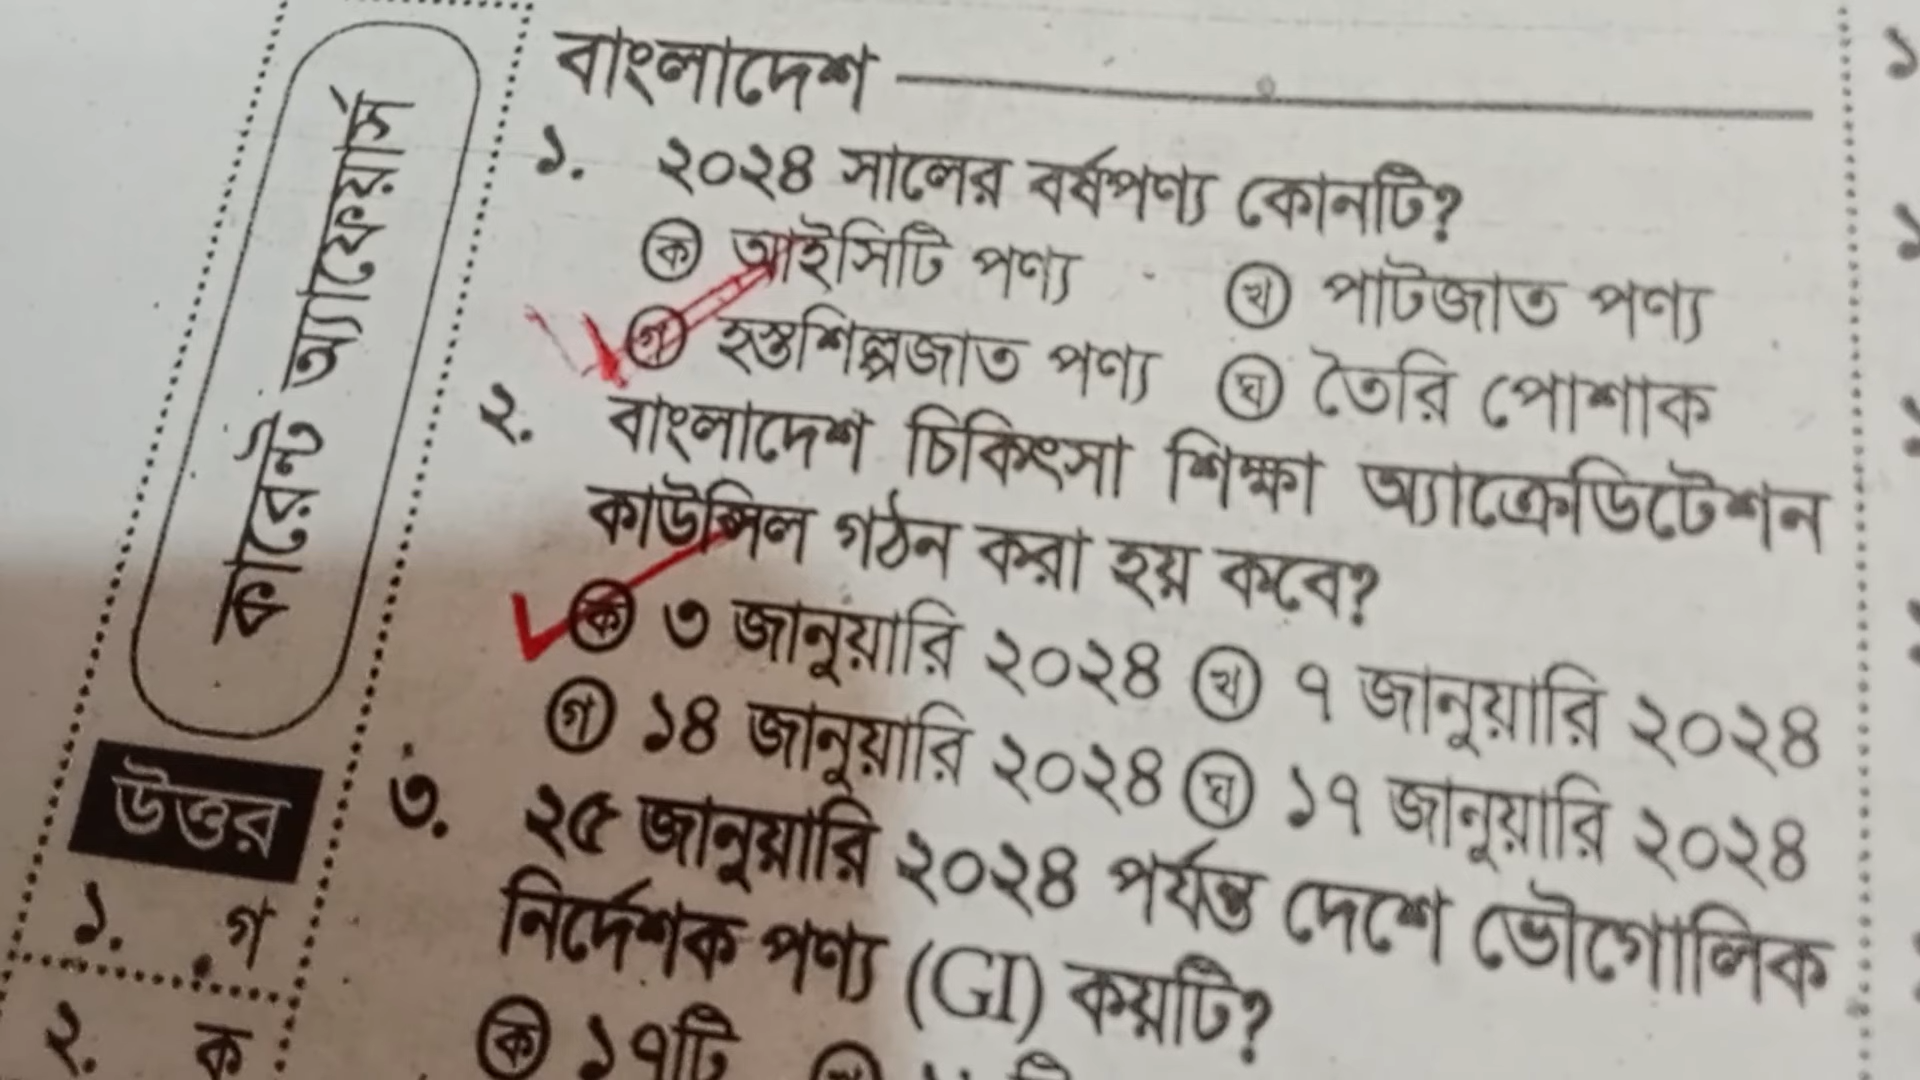 কারেন্ট অ্যাফেয়ার্স
উত্তর
১. গ
২. ক
বাংলাদেশ
১. ২০২৪ সালের বর্ষপণ্য কোনটি?
ক আইসিটি পণ্য খ পাটজাত পণ্য
গ হস্তশিল্পজাত পণ্য ঘ তৈরি পোশাক
২. বাংলাদেশ চিকিৎসা শিক্ষা অ্যাক্রেডিটেশন
কাউন্সিল গঠন করা হয় কবে?
ক ৩ জানুয়ারি ২০২৪ খ ৭ জানুয়ারি ২০২৪
গ ১৪ জানুয়ারি ২০২৪ ঘ ১৭ জানুয়ারি ২০২৪
৩. ২৫ জানুয়ারি ২০২৪ পর্যন্ত দেশে ভৌগোলিক
নির্দেশক পণ্য (GI) কয়টি?
ক ১৭টি